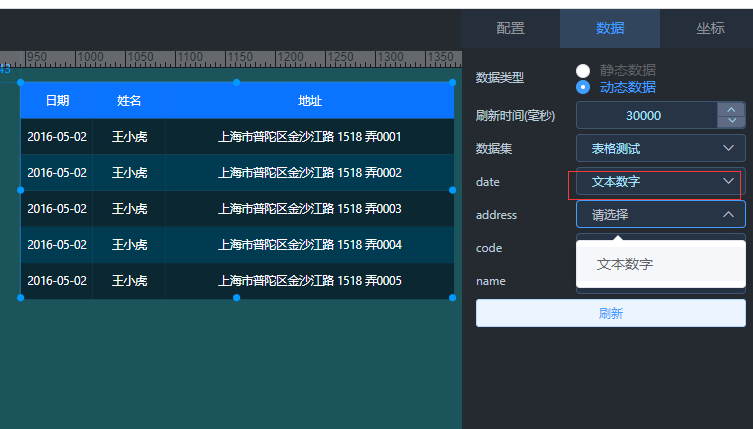 配置 数据 坐标
950 1000 1050 1100 1150 1200 1250 1300 1350
43
日期 姓名 地址
2016-05-02 王小虎 上海市普陀区金沙江路 1518 弄0001
2016-05-02 王小虎 上海市普陀区金沙江路 1518 弄0002
2016-05-02 王小虎 上海市普陀区金沙江路 1518 弄0003
2016-05-02 王小虎 上海市普陀区金沙江路 1518 弄0004
2016-05-02 王小虎 上海市普陀区金沙江路 1518 弄0005
数据类型 静态数据
动态数据
刷新时间(毫秒) 30000
数据集 表格测试
date 文本数字
address 请选择
code
文本数字
name
刷新